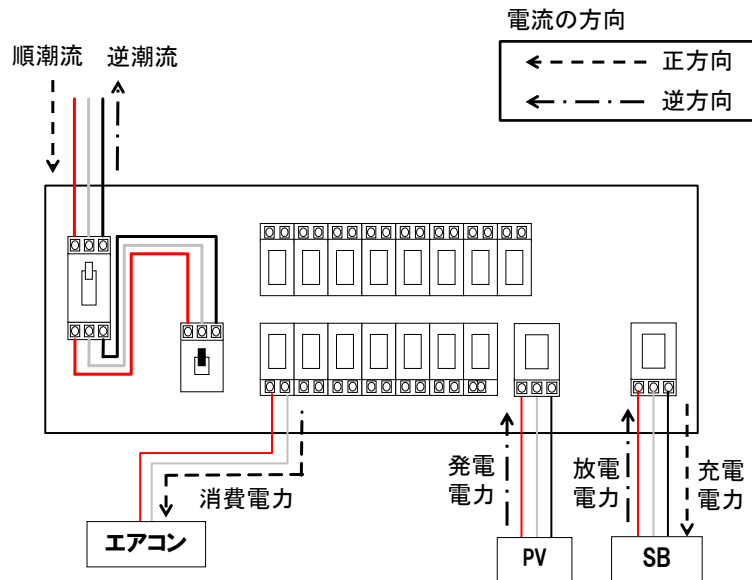 電流の方向
正方向
逆方向
順潮流
逆潮流
消費電力
発電
電力
放電
電力
充電
電力
エアコン
PV
SB